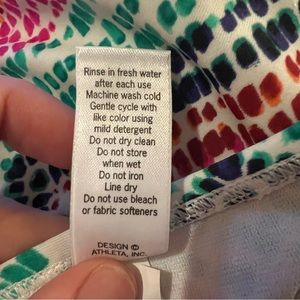 Rinse in fresh water
after each use
Machine wash cold
Gentle cycle with
like color using
mild detergent
Do not dry clean
Do not store
when wet
Do not iron
Line dry
Do not use bleach
or fabric softeners
DESIGN ©
ATHLETA, INC.